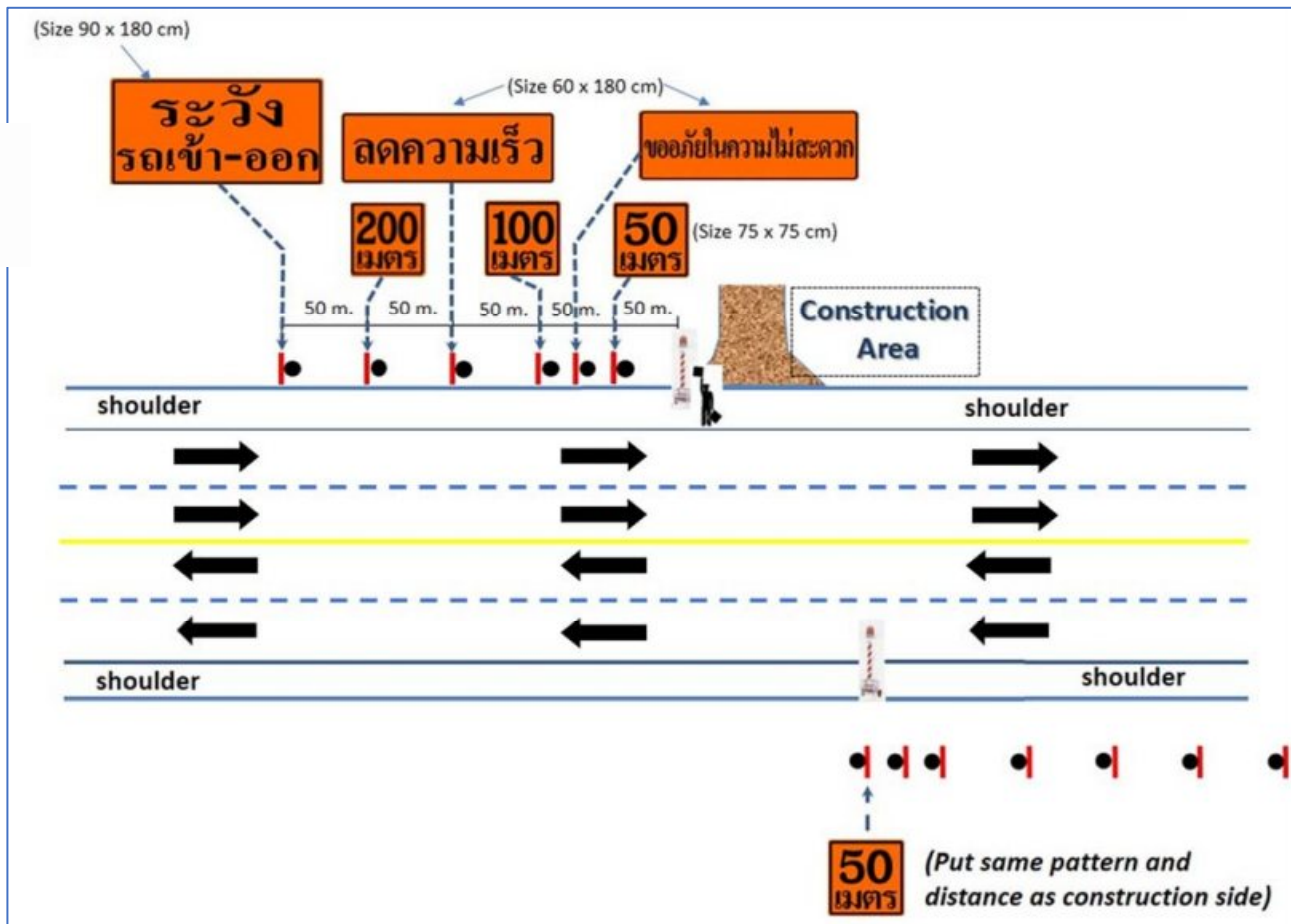 (Size 90 x 180 cm)
(Size 60 x 180 cm)
ระวัง
รถเข้า-ออก
ลดความเร็ว
ขออภัยในความไม่สะดวก
200
เมตร
100
เมตร
50
เมตร
(Size 75 x 75 cm)
50 m.
50 m.
50 m.
50 m.
50 m.
Construction
Area
shoulder
shoulder
shoulder
shoulder
50
เมตร
(Put same pattern and
distance as construction side)